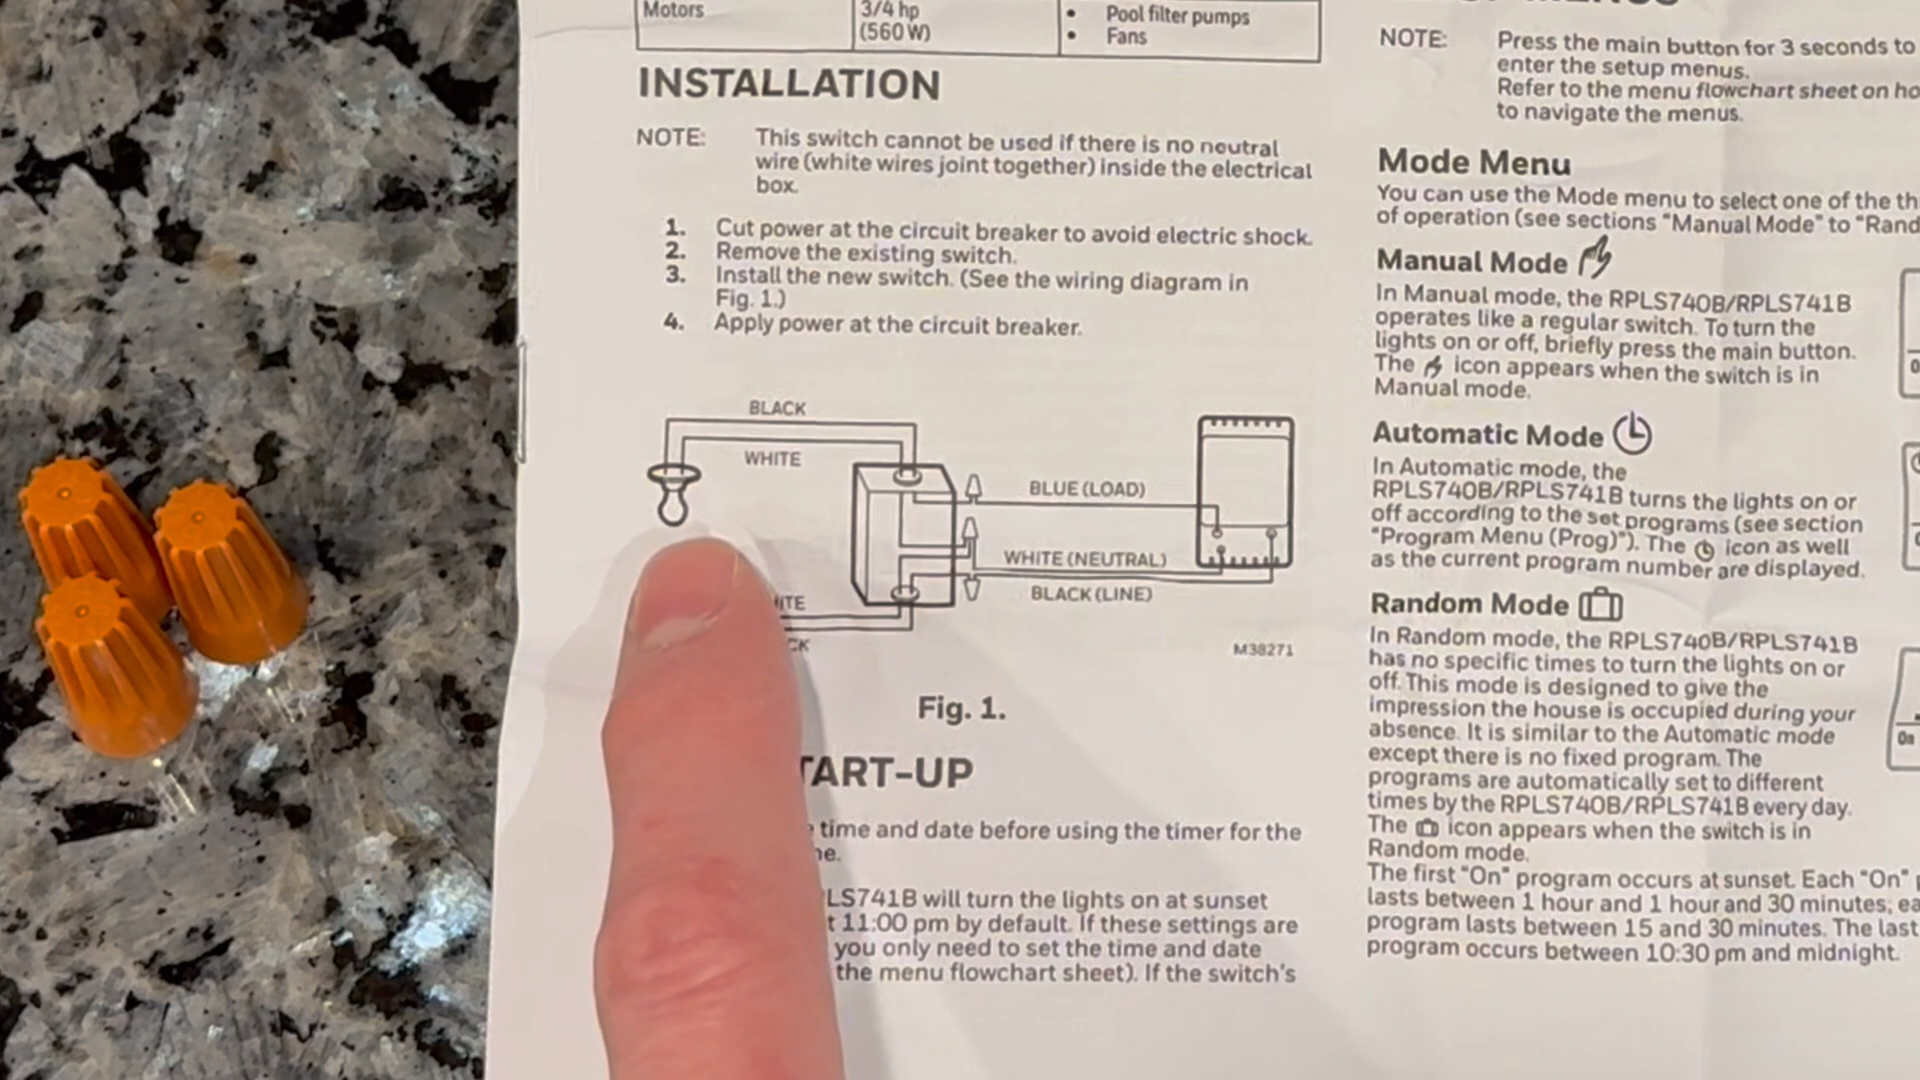 Motors
3/4 hp
(560 W)
• Pool filter pumps
• Fans
INSTALLATION
NOTE: This switch cannot be used if there is no neutral
wire (white wires joint together) inside the electrical
box.
1. Cut power at the circuit breaker to avoid electric shock.
2. Remove the existing switch.
3. Install the new switch. (See the wiring diagram in
Fig. 1.)
4. Apply power at the circuit breaker.
BLACK
WHITE
BLUE (LOAD)
WHITE (NEUTRAL)
BLACK (LINE)
M38271
Fig. 1.
TART-UP
time and date before using the timer for the
LS741B will turn the lights on at sunset
t 11:00 pm by default. If these settings are
you only need to set the time and date
the menu flowchart sheet). If the switch's
NOTE: Press the main button for 3 seconds to
enter the setup menus.
Refer to the menu flowchart sheet on ho
to navigate the menus.
Mode Menu
You can use the Mode menu to select one of the th
of operation (see sections "Manual Mode" to "Rand
Manual Mode
In Manual mode, the RPLS740B/RPLS741B
operates like a regular switch. To turn the
lights on or off, briefly press the main button.
The icon appears when the switch is in
Manual mode.
Automatic Mode
In Automatic mode, the
RPLS740B/RPLS741B turns the lights on or
off according to the set programs (see section
"Program Menu (Prog)"). The icon as well
as the current program number are displayed.
Random Mode
In Random mode, the RPLS740B/RPLS741B
has no specific times to turn the lights on or
off. This mode is designed to give the
impression the house is occupied during your
absence. It is similar to the Automatic mode
except there is no fixed program. The
programs are automatically set to different
times by the RPLS740B/RPLS741B every day.
The icon appears when the switch is in
Random mode.
The first "On" program occurs at sunset. Each "On"
lasts between 1 hour and 1 hour and 30 minutes; ea
program lasts between 15 and 30 minutes. The last
program occurs between 10:30 pm and midnight.
On